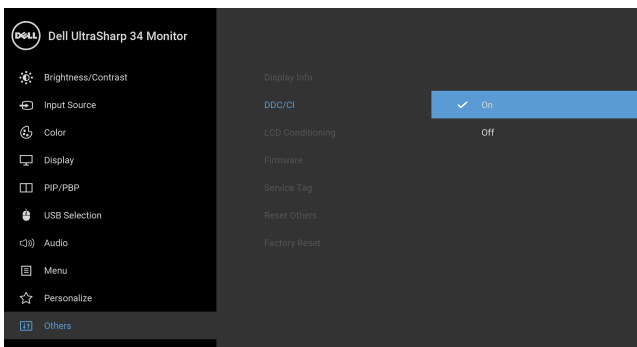 DELL
Dell UltraSharp 34 Monitor
Brightness/Contrast
Display Info
Input Source
DDC/CI
On
Color
LCD Conditioning
Off
Display
Firmware
PIP/PBP
Service Tag
USB Selection
Reset Others
Audio
Factory Reset
Menu
Personalize
Others